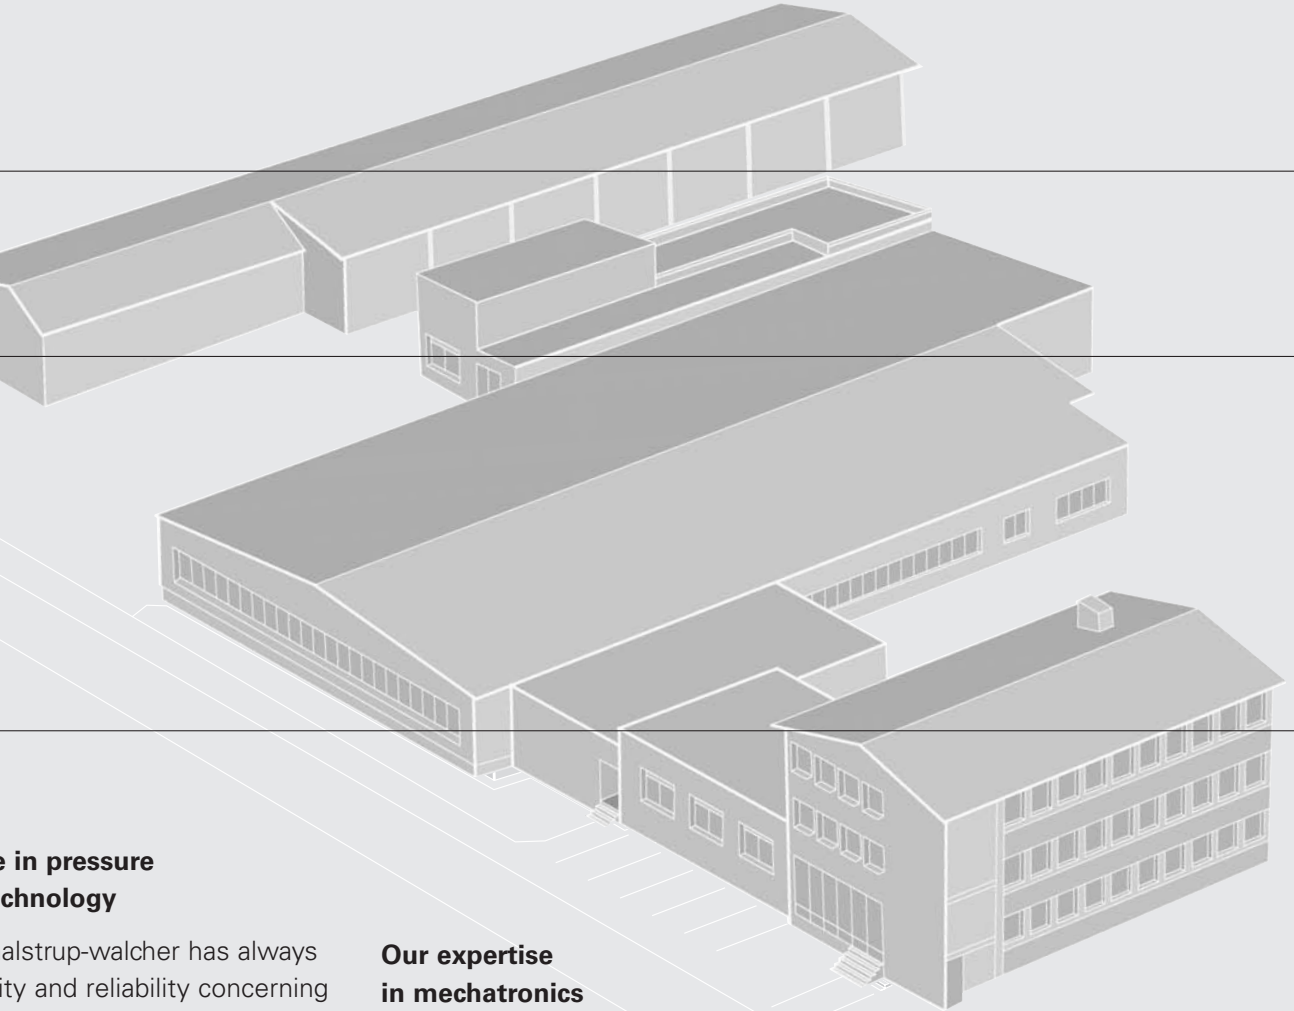 e in pressure
chnology
alstrup-walcher has always
ity and reliability concerning
Our expertise
in mechatronics